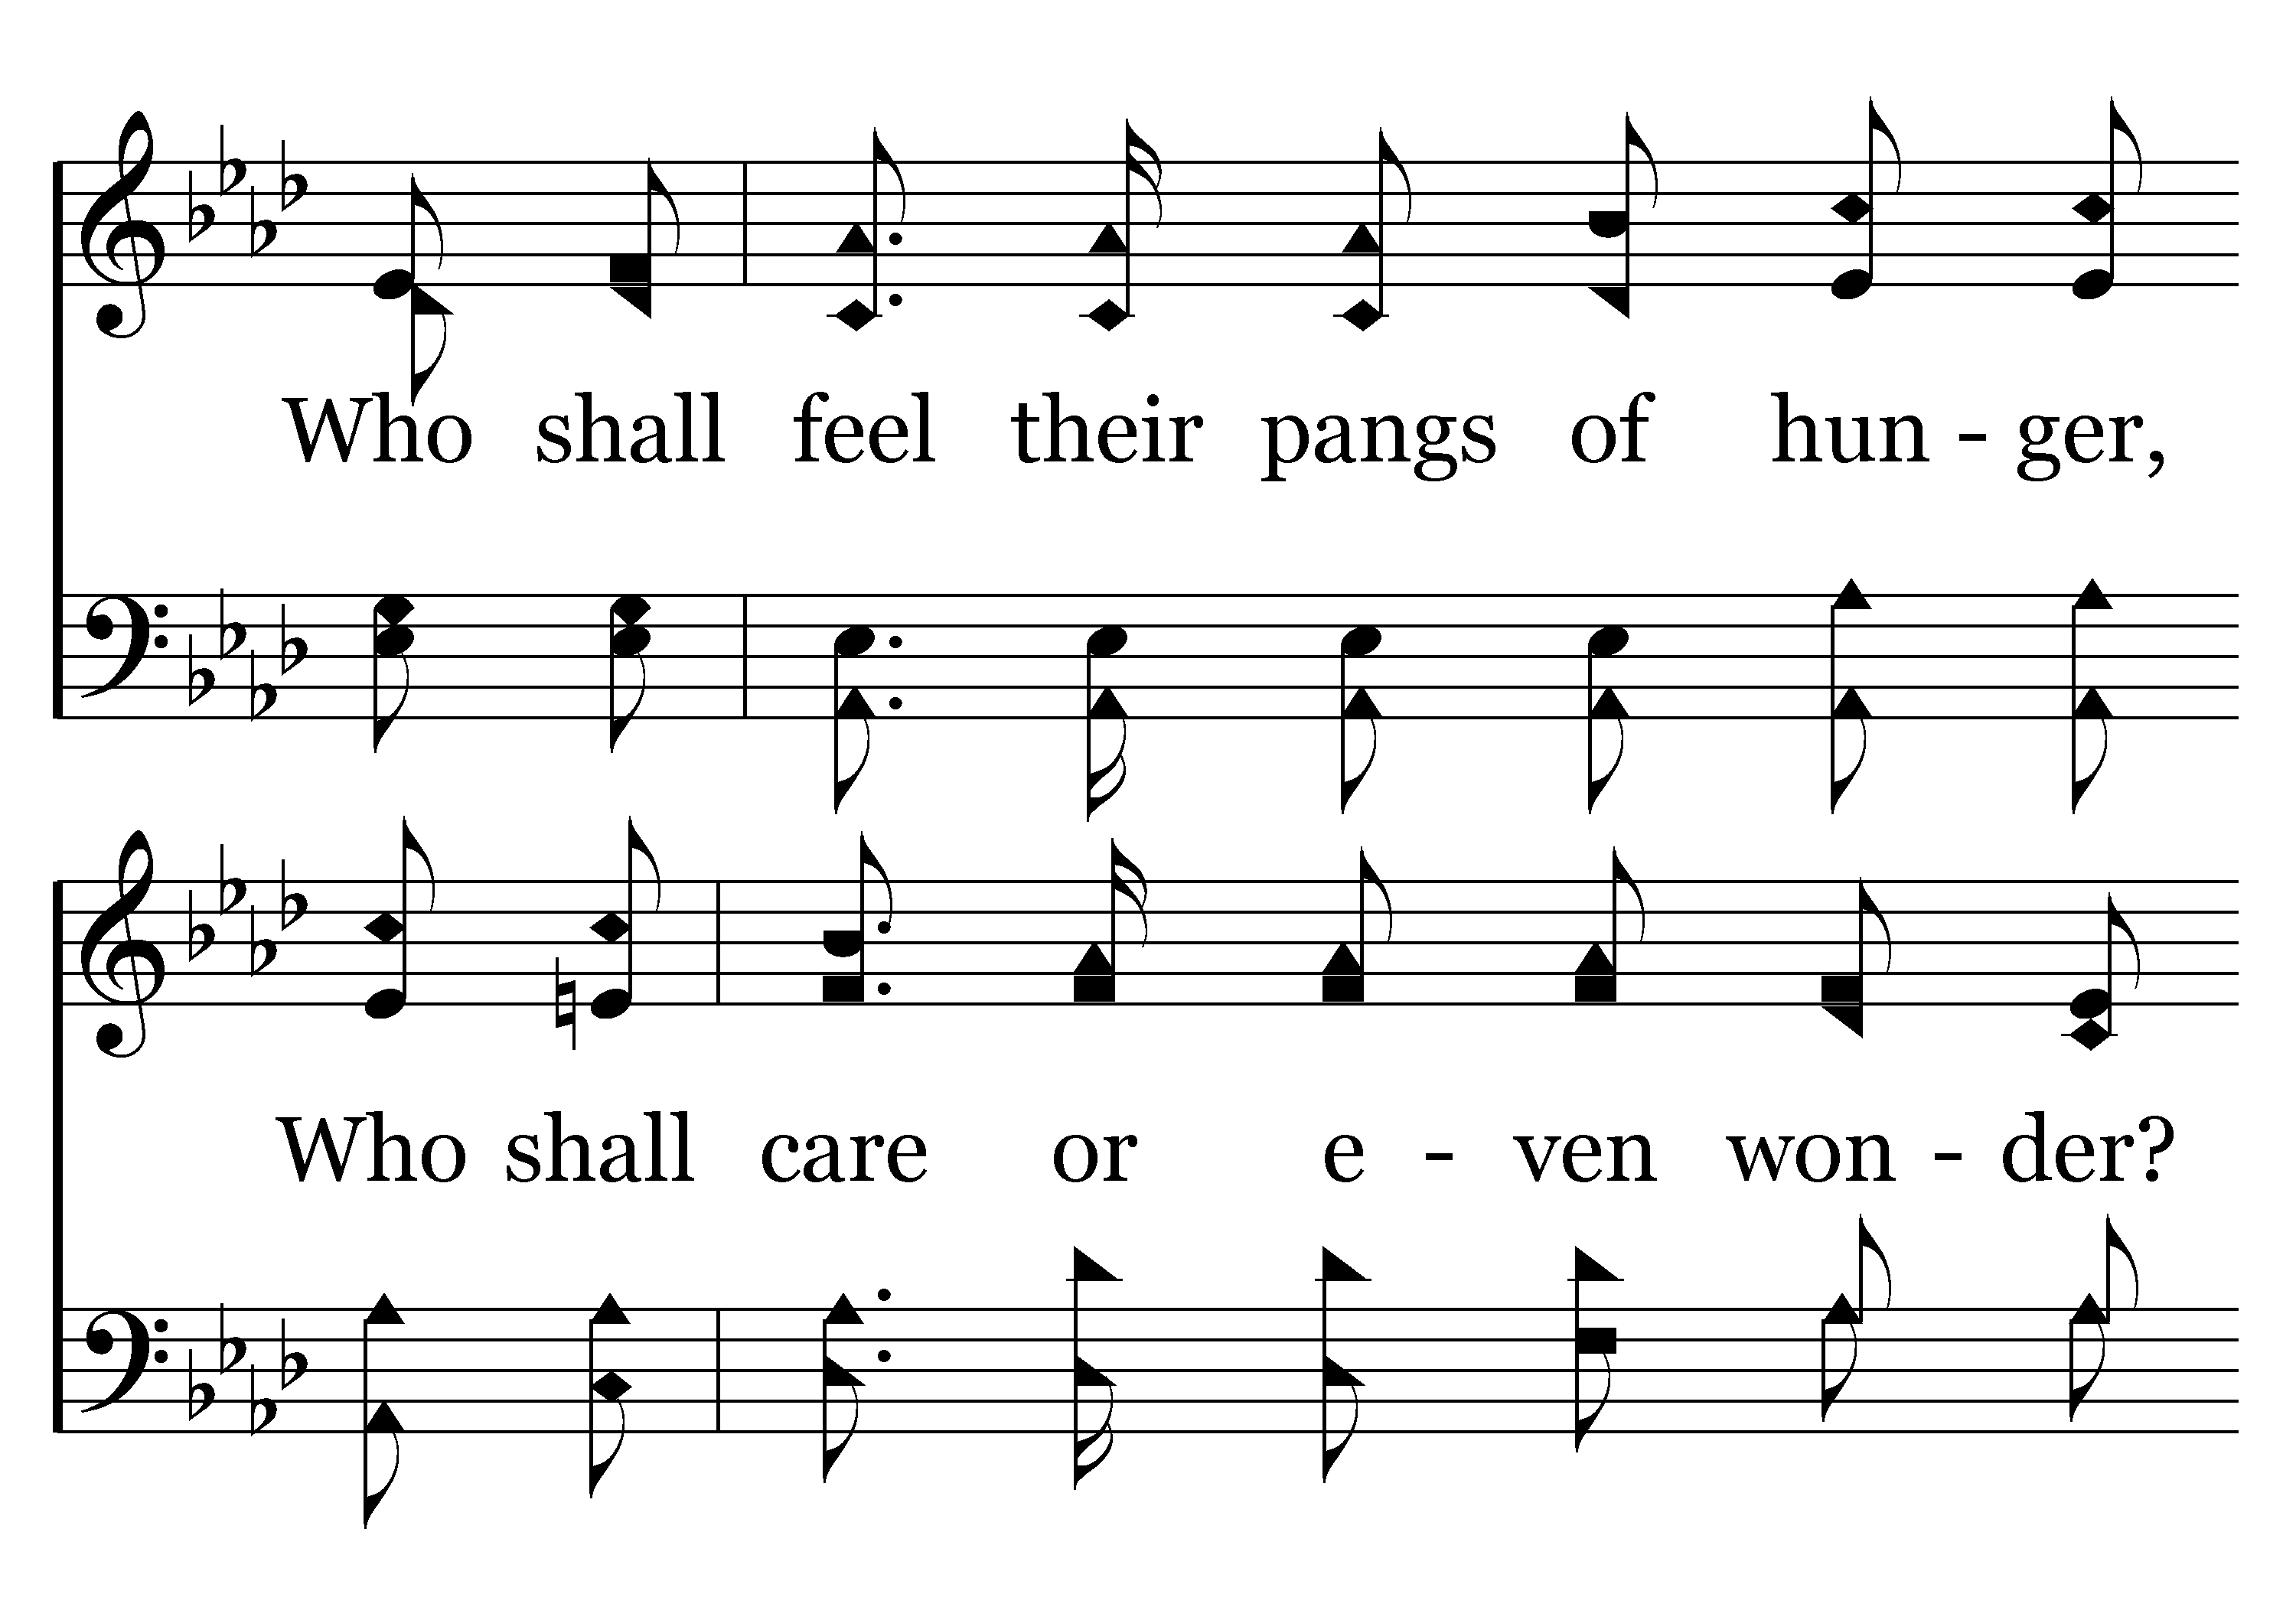 Who shall feel their pangs of hun - ger,
Who shall care or e - ven won - der?